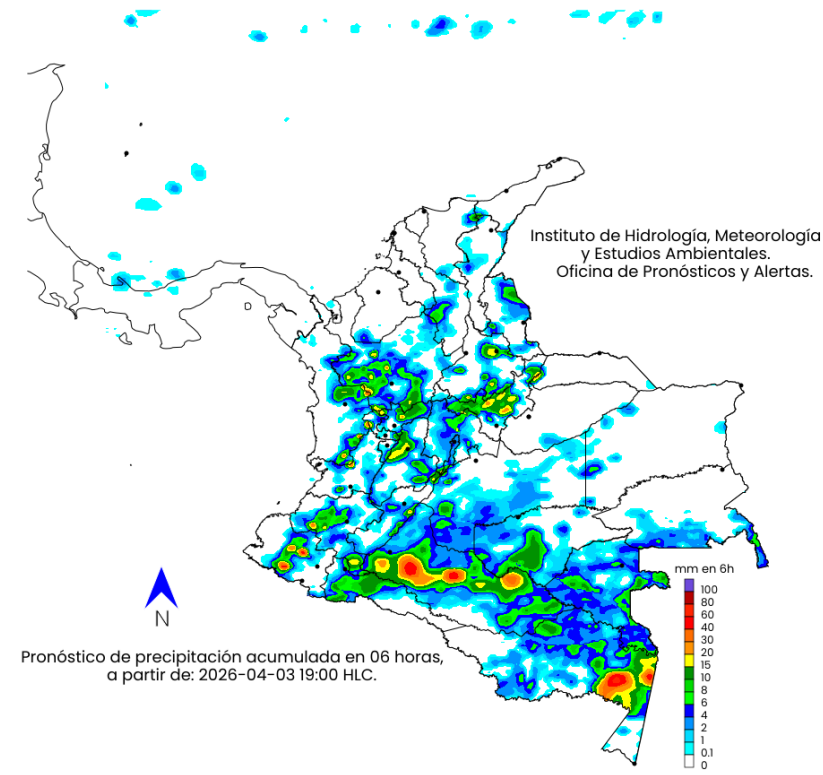 Instituto de Hidrología, Meteorología
y Estudios Ambientales.
Oficina de Pronósticos y Alertas.
mm en 6h
100
80
60
40
30
20
15
10
8
6
4
2
1
0.1
0
N
Pronóstico de precipitación acumulada en 06 horas,
a partir de: 2026-04-03 19:00 HLC.